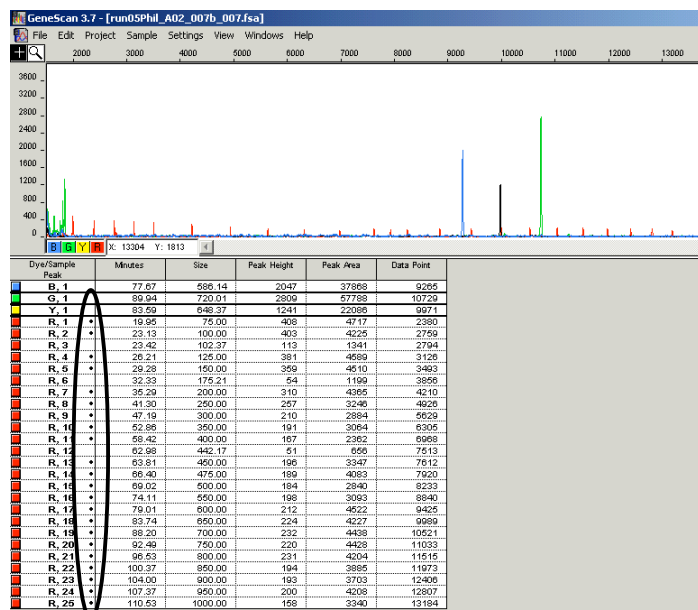 GeneScan 3.7 - [run05Phil_A02_007b_007.fsa]
File Edit Project Sample Settings View Windows Help
2000 3000 4000 5000 6000 7000 8000 9000 10000 11000 12000 13000
3600
3200
2800
2400
2000
1600
1200
800
400
0
B G Y R X: 13304 Y: 1813
Dye/Sample Peak Minutes Size Peak Height Peak Area Data Point
B, 1 77.67 586.14 2047 37868 9265
G, 1 89.94 720.01 2809 57788 10729
Y, 1 83.59 648.37 1241 22086 9971
R, 1 • 19.95 75.00 408 4717 2380
R, 2 • 23.13 100.00 403 4225 2759
R, 3 23.42 102.37 113 1341 2794
R, 4 • 26.21 125.00 381 4589 3126
R, 5 • 29.28 150.00 359 4510 3493
R, 6 32.33 175.21 54 1199 3856
R, 7 • 35.29 200.00 310 4365 4210
R, 8 • 41.30 250.00 257 3246 4926
R, 9 • 47.19 300.00 210 2884 5629
R, 10 • 52.86 350.00 191 3064 6305
R, 11 • 58.42 400.00 167 2362 6968
R, 12 62.98 442.17 51 656 7513
R, 13 • 63.81 450.00 196 3347 7612
R, 14 • 66.40 475.00 189 4083 7920
R, 15 • 69.02 500.00 184 2840 8233
R, 16 • 74.11 550.00 198 3093 8840
R, 17 • 79.01 600.00 212 4522 9425
R, 18 • 83.74 650.00 224 4227 9989
R, 19 • 88.20 700.00 232 4438 10521
R, 20 • 92.49 750.00 220 4428 11033
R, 21 • 96.53 800.00 231 4204 11515
R, 22 • 100.37 850.00 194 3885 11973
R, 23 • 104.00 900.00 193 3703 12406
R, 24 • 107.37 950.00 200 4208 12807
R, 25 • 110.53 1000.00 158 3340 13184